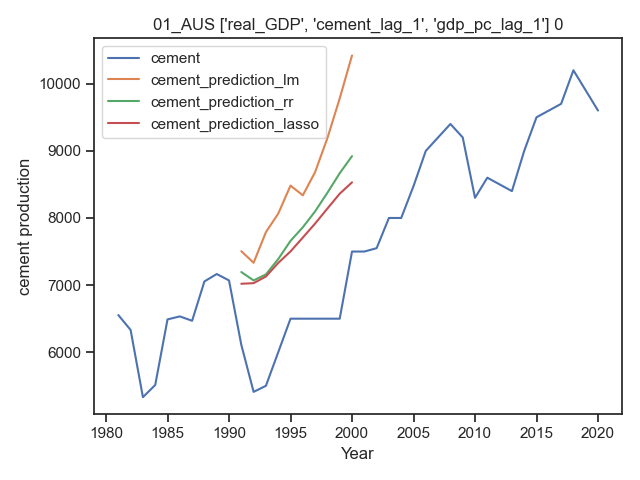 01_AUS ['real_GDP', 'cement_lag_1', 'gdp_pc_lag_1'] 0
cement
cement_prediction_lm
cement_prediction_rr
cement_prediction_lasso
cement production
10000
9000
8000
7000
6000
1980 1985 1990 1995 2000 2005 2010 2015 2020
Year